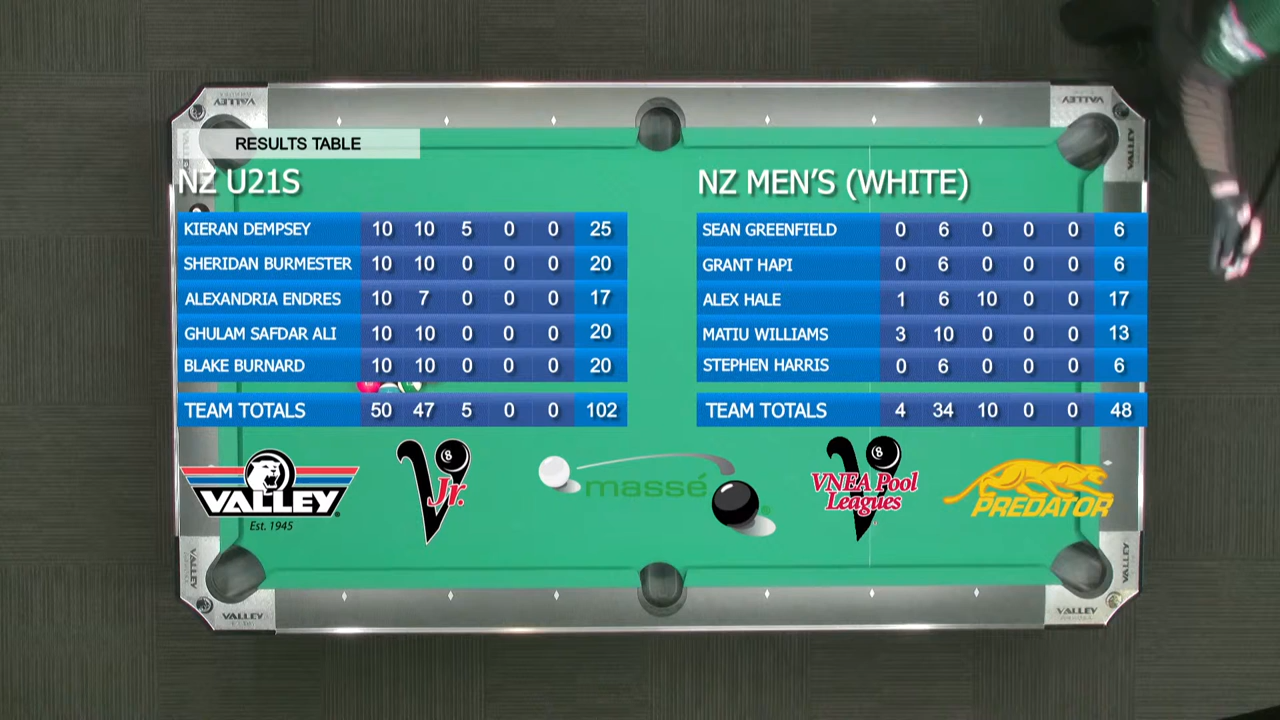 VALLEY
VALLEY
VALLEY
RESULTS TABLE
NZ U21S
KIERAN DEMPSEY 10 10 5 0 0 25
SHERIDAN BURMESTER 10 10 0 0 0 20
ALEXANDRIA ENDRES 10 7 0 0 0 17
GHULAM SAFDAR ALI 10 10 0 0 0 20
BLAKE BURNARD 10 10 0 0 0 20
TEAM TOTALS 50 47 5 0 0 102
NZ MEN'S (WHITE)
SEAN GREENFIELD 0 6 0 0 0 6
GRANT HAPI 0 6 0 0 0 6
ALEX HALE 1 6 10 0 0 17
MATIU WILLIAMS 3 10 0 0 0 13
STEPHEN HARRIS 0 6 0 0 0 6
TEAM TOTALS 4 34 10 0 0 48
VALLEY
Est. 1945
8
Jr.
massé
8
VNEA Pool
Leagues
PREDATOR
VALLEY
VALLEY
VALLEY
VALLEY